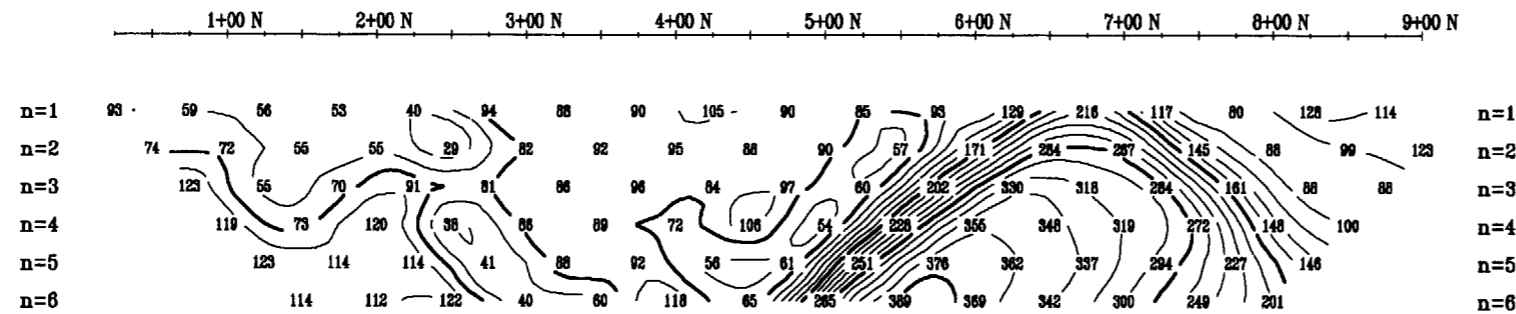 1+00 N 2+00 N 3+00 N 4+00 N 5+00 N 6+00 N 7+00 N 8+00 N 9+00 N
n=1 93 59 56 53 40 94 88 90 105 90 85 93 129 216 117 80 128 114 n=1
n=2 74 72 55 55 29 82 92 95 88 90 57 171 284 267 145 88 99 123 n=2
n=3 123 55 70 91 81 86 96 84 97 60 202 330 318 284 161 88 88 n=3
n=4 119 73 120 38 86 89 72 106 54 228 355 348 319 272 148 100 n=4
n=5 123 114 114 41 88 92 56 61 251 376 362 337 294 227 146 n=5
n=6 114 112 122 40 60 118 65 265 389 369 342 300 249 201 n=6